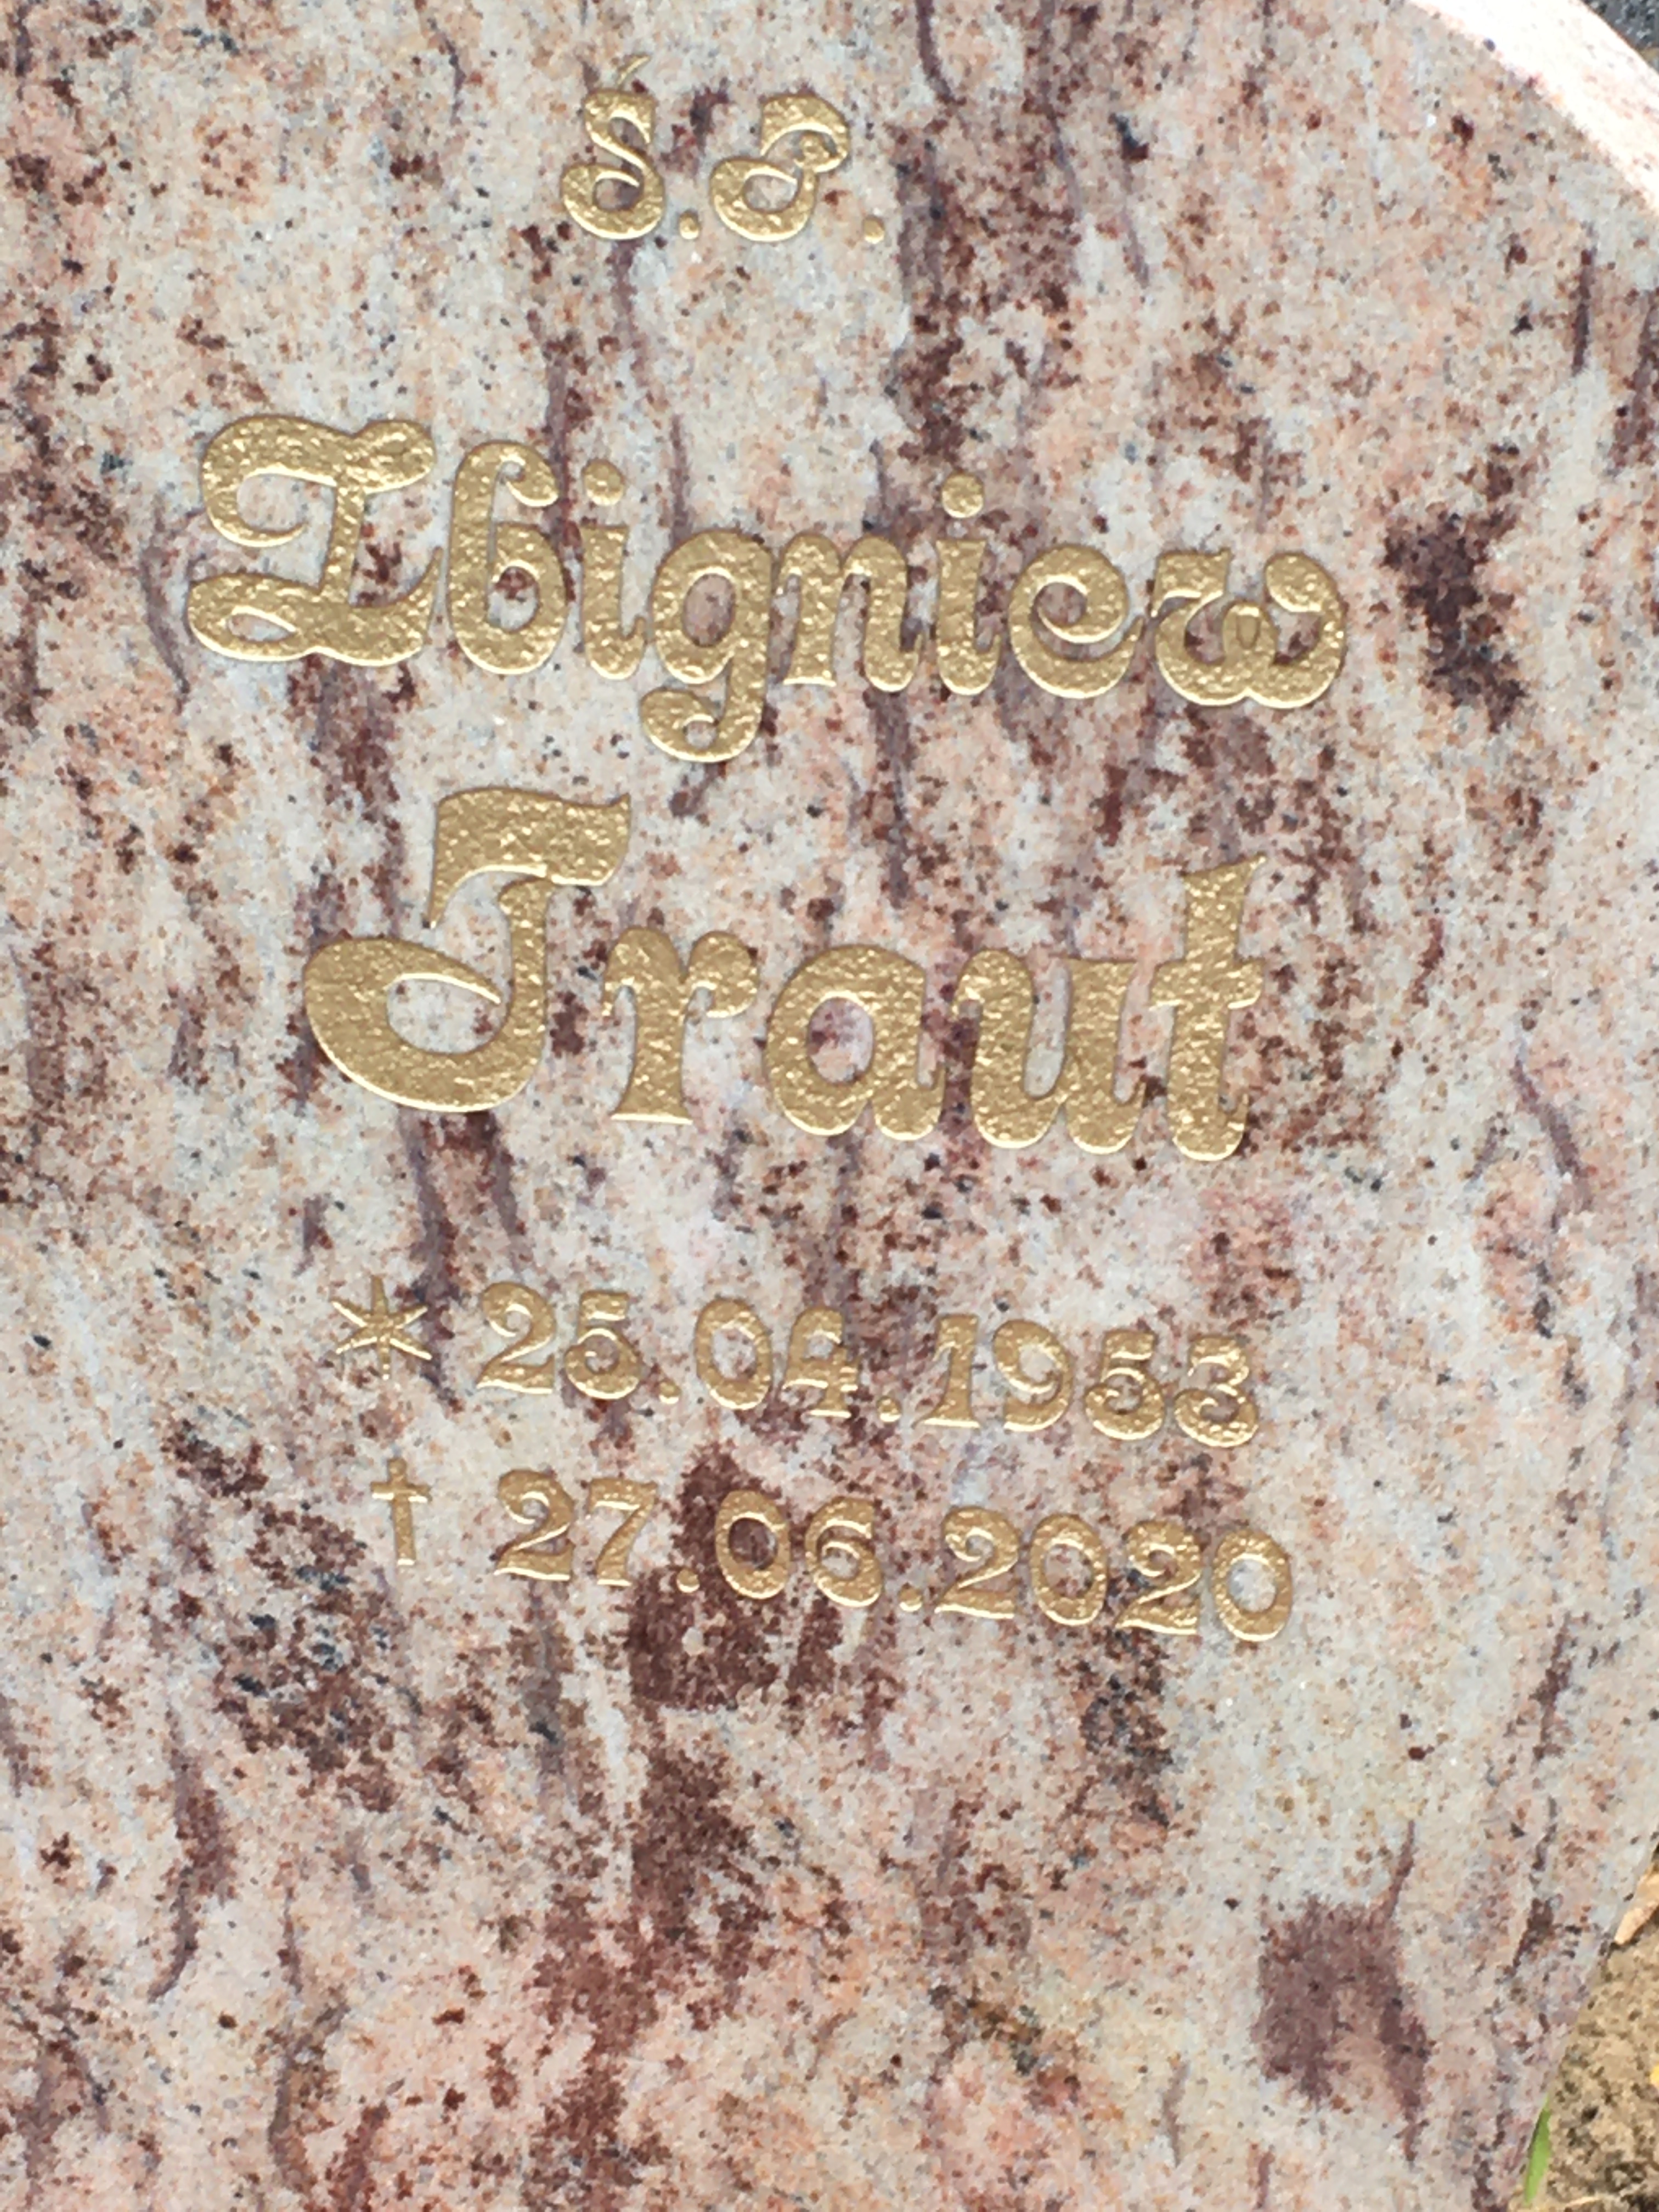 Ś.P.
Zbigniew
Traut
* 25.04.1953
† 27.06.2020